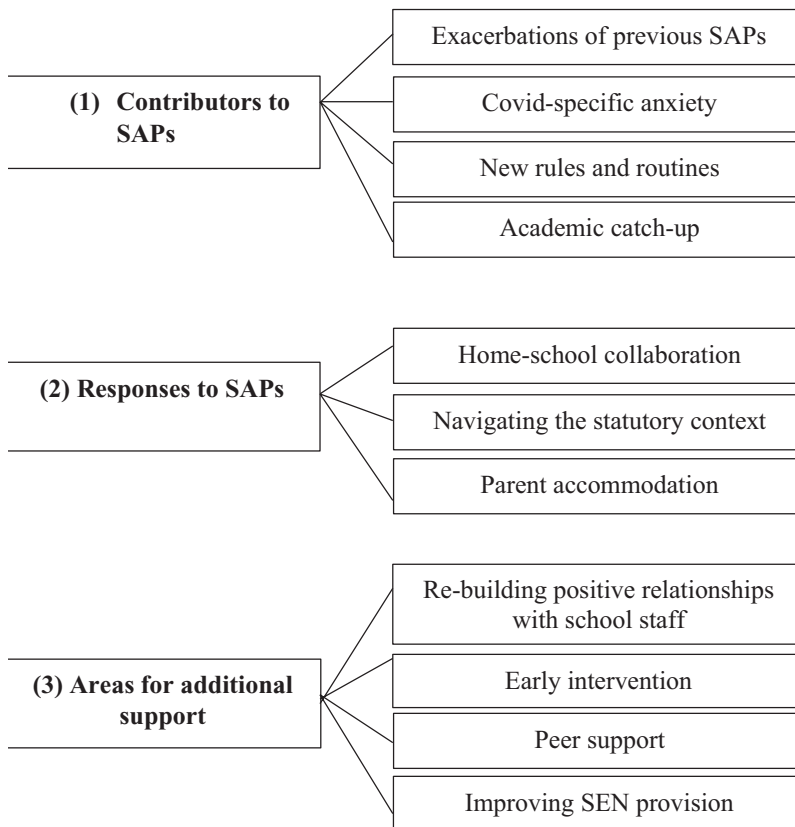 (1) Contributors to
SAPs
Exacerbations of previous SAPs
Covid-specific anxiety
New rules and routines
Academic catch-up
(2) Responses to SAPs
Home-school collaboration
Navigating the statutory context
Parent accommodation
(3) Areas for additional
support
Re-building positive relationships
with school staff
Early intervention
Peer support
Improving SEN provision